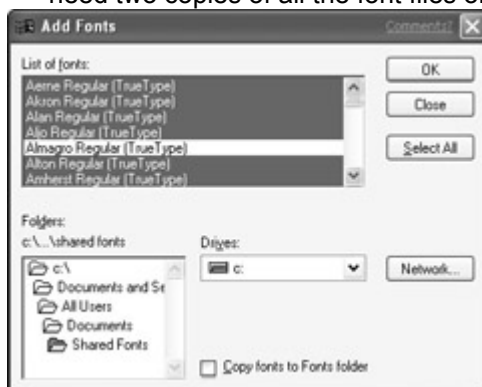 need two copies of all the font files on
Add Fonts
Comments?
List of fonts:
OK
Aerne Regular (TrueType)
Akron Regular (TrueType)
Close
Alan Regular (TrueType)
Aljo Regular (TrueType)
Almagro Regular (TrueType)
Select All
Alton Regular (TrueType)
Amherst Regular (TrueType)
Folders:
c:\...\shared fonts
Drives:
c:\
c:
Network...
Documents and Se
All Users
Documents
Shared Fonts
Copy fonts to Fonts folder